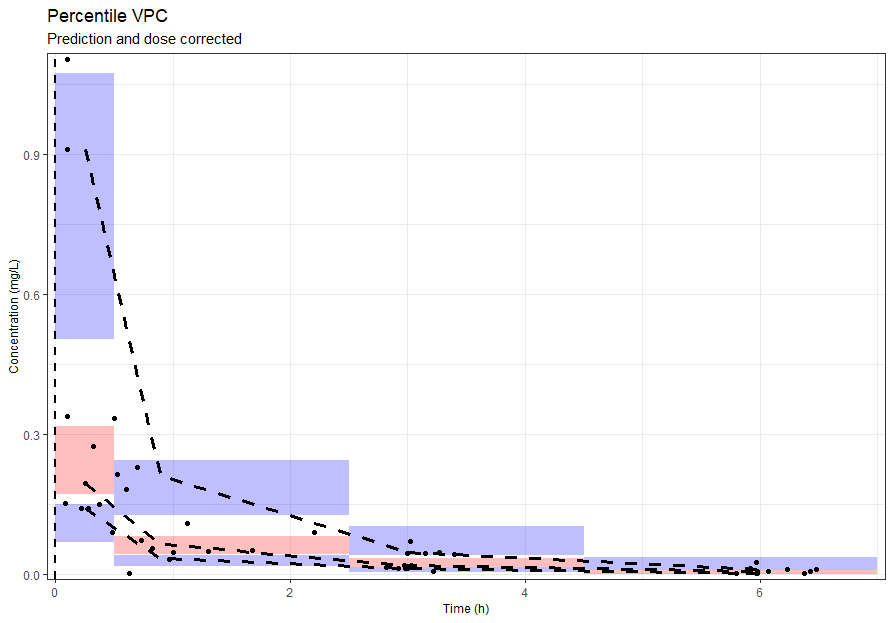 Percentile VPC
Prediction and dose corrected
Concentration (mg/L)
0.9
0.6
0.3
0.0
0
2
4
6
Time (h)